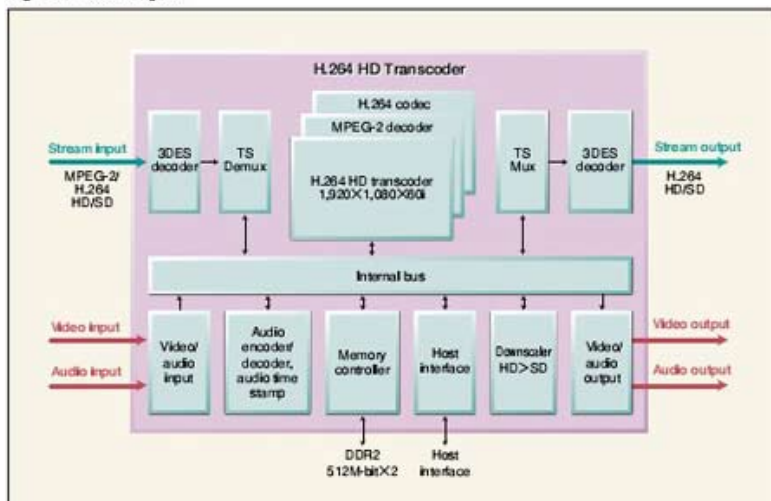 H.264 HD Transcoder
H.264 codec
MPEG-2 decoder
H.264 HD transcoder
1,920×1,080×60i
Stream input
MPEG-2/
H.264
HD/SD
3DES
decoder
TS
Demux
TS
Mux
3DES
decoder
Stream output
H.264
HD/SD
Internal bus
Video input
Audio input
Video/
audio
input
Audio
encoder/
decoder,
audio time
stamp
Memory
controller
Host
interface
Downscaler
HD>SD
Video/
audio
output
Video output
Audio output
DDR2
512M-bit×2
Host
interface